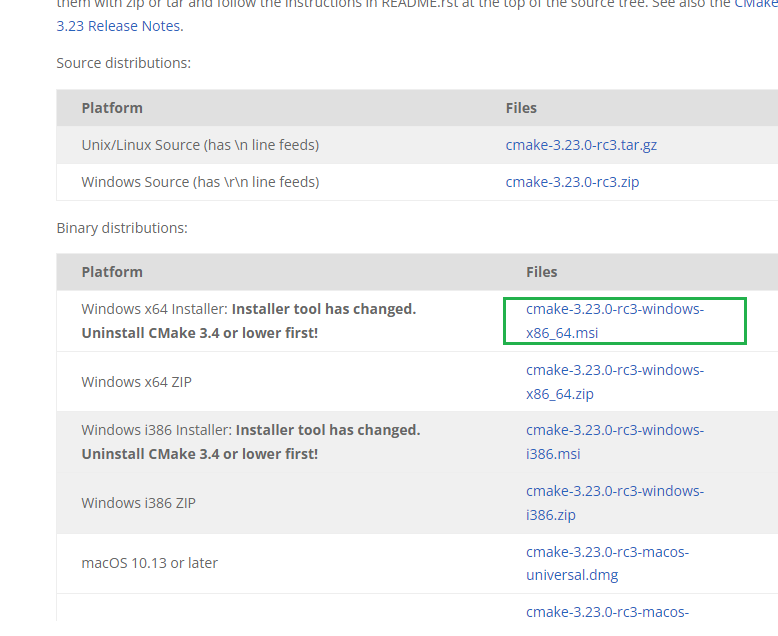 them with zip or tar and follow the instructions in README.rst at the top of the source tree. See also the CMake
3.23 Release Notes.
Source distributions:
Platform Files
Unix/Linux Source (has \n line feeds) cmake-3.23.0-rc3.tar.gz
Windows Source (has \r\n line feeds) cmake-3.23.0-rc3.zip
Binary distributions:
Platform Files
Windows x64 Installer: Installer tool has changed. cmake-3.23.0-rc3-windows-
Uninstall CMake 3.4 or lower first! x86_64.msi
cmake-3.23.0-rc3-windows-
Windows x64 ZIP
x86_64.zip
Windows i386 Installer: Installer tool has changed. cmake-3.23.0-rc3-windows-
Uninstall CMake 3.4 or lower first! i386.msi
cmake-3.23.0-rc3-windows-
Windows i386 ZIP
i386.zip
cmake-3.23.0-rc3-macos-
macOS 10.13 or later
universal.dmg
cmake-3.23.0-rc3-macos-